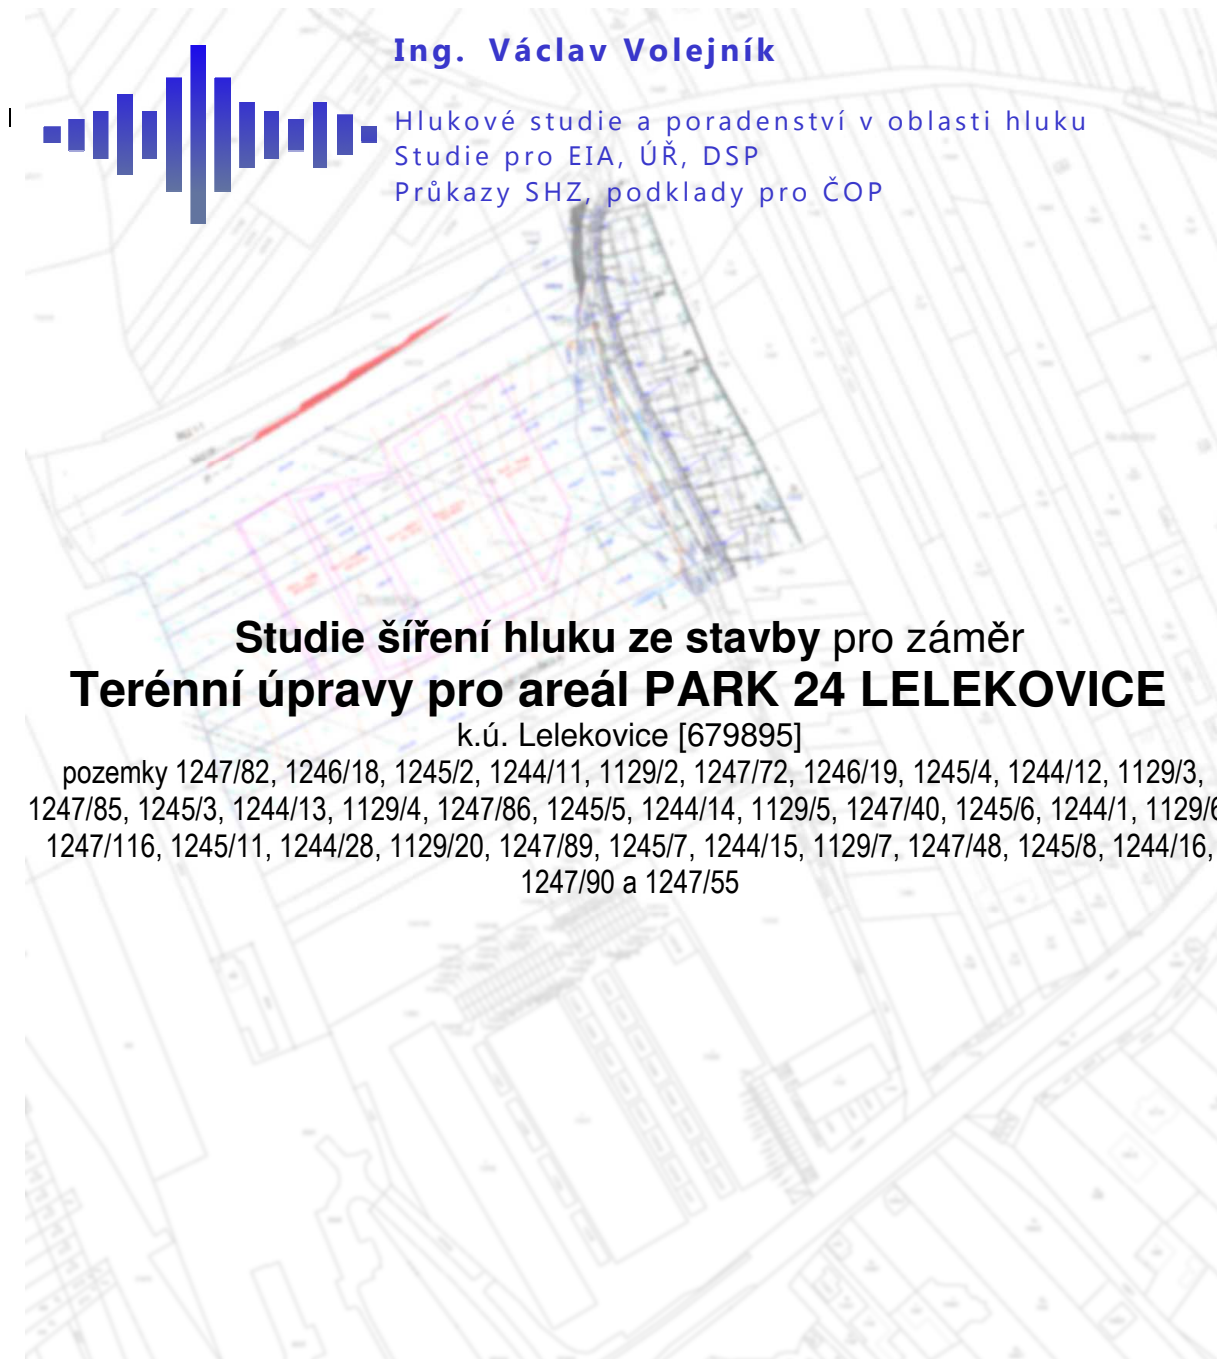 Ing. Václav Volejník
Hlukové studie a poradenství v oblasti hluku
Studie pro EIA, ÚŘ, DSP
Průkazy SHZ, podklady pro ČOP
Studie šíření hluku ze stavby pro záměr
Terénní úpravy pro areál PARK 24 LELEKOVICE
k.ú. Lelekovice [679895]
pozemky 1247/82, 1246/18, 1245/2, 1244/11, 1129/2, 1247/72, 1246/19, 1245/4, 1244/12, 1129/3,
1247/85, 1245/3, 1244/13, 1129/4, 1247/86, 1245/5, 1244/14, 1129/5, 1247/40, 1245/6, 1244/1, 1129/6
1247/116, 1245/11, 1244/28, 1129/20, 1247/89, 1245/7, 1244/15, 1129/7, 1247/48, 1245/8, 1244/16,
1247/90 a 1247/55